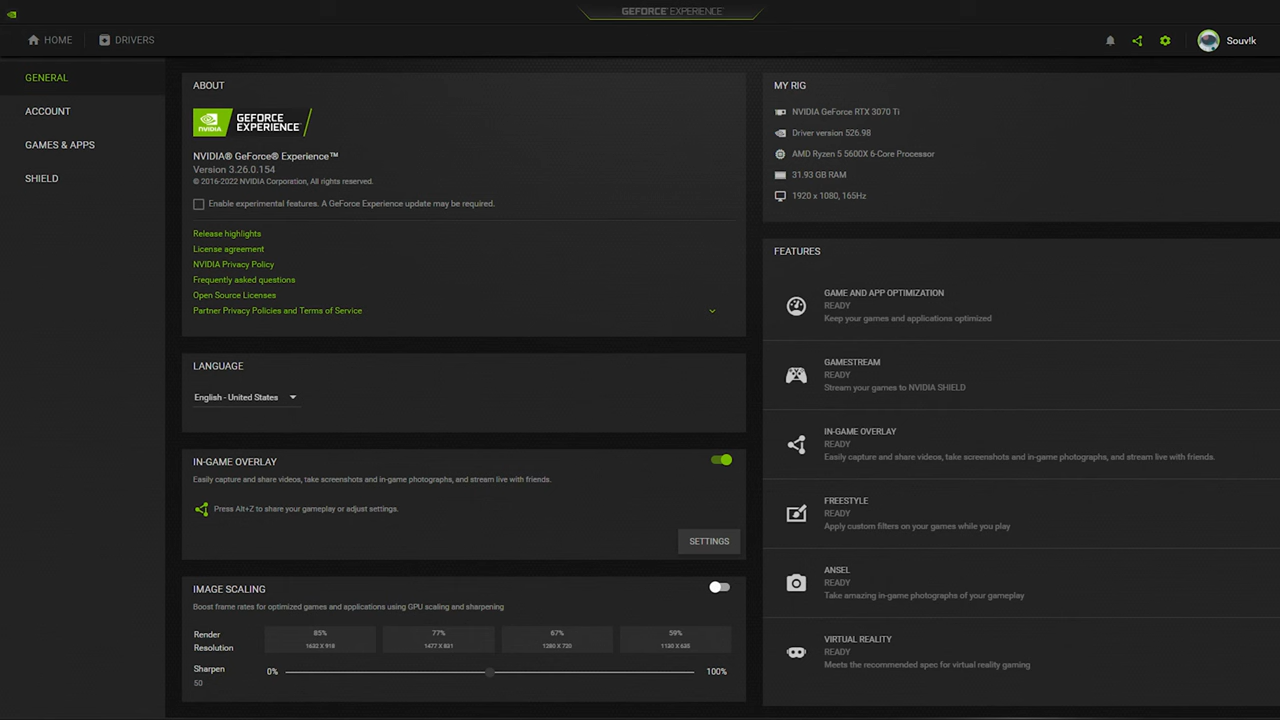 GEFORCE® EXPERIENCE
HOME
DRIVERS
Souv!k
GENERAL
ACCOUNT
GAMES & APPS
SHIELD
ABOUT
NVIDIA
GEFORCE
EXPERIENCE
NVIDIA® GeForce® Experience™
Version 3.26.0.154
© 2016-2022 NVIDIA Corporation, All rights reserved.
Enable experimental features. A GeForce Experience update may be required.
Release highlights
License agreement
NVIDIA Privacy Policy
Frequently asked questions
Open Source Licenses
Partner Privacy Policies and Terms of Service
LANGUAGE
English - United States
IN-GAME OVERLAY
Easily capture and share videos, take screenshots and in-game photographs, and stream live with friends.
Press Alt+Z to share your gameplay or adjust settings.
SETTINGS
IMAGE SCALING
Boost frame rates for optimized games and applications using GPU scaling and sharpening
Render
Resolution
85%
1632 X 918
77%
1477 X 831
67%
1280 X 720
59%
1130 X 635
Sharpen
50
0%
100%
MY RIG
NVIDIA GeForce RTX 3070 Ti
Driver version 526.98
AMD Ryzen 5 5600X 6-Core Processor
31.93 GB RAM
1920 x 1080, 165Hz
FEATURES
GAME AND APP OPTIMIZATION
READY
Keep your games and applications optimized
GAMESTREAM
READY
Stream your games to NVIDIA SHIELD
IN-GAME OVERLAY
READY
Easily capture and share videos, take screenshots and in-game photographs, and stream live with friends.
FREESTYLE
READY
Apply custom filters on your games while you play
ANSEL
READY
Take amazing in-game photographs of your gameplay
VIRTUAL REALITY
READY
Meets the recommended spec for virtual reality gaming